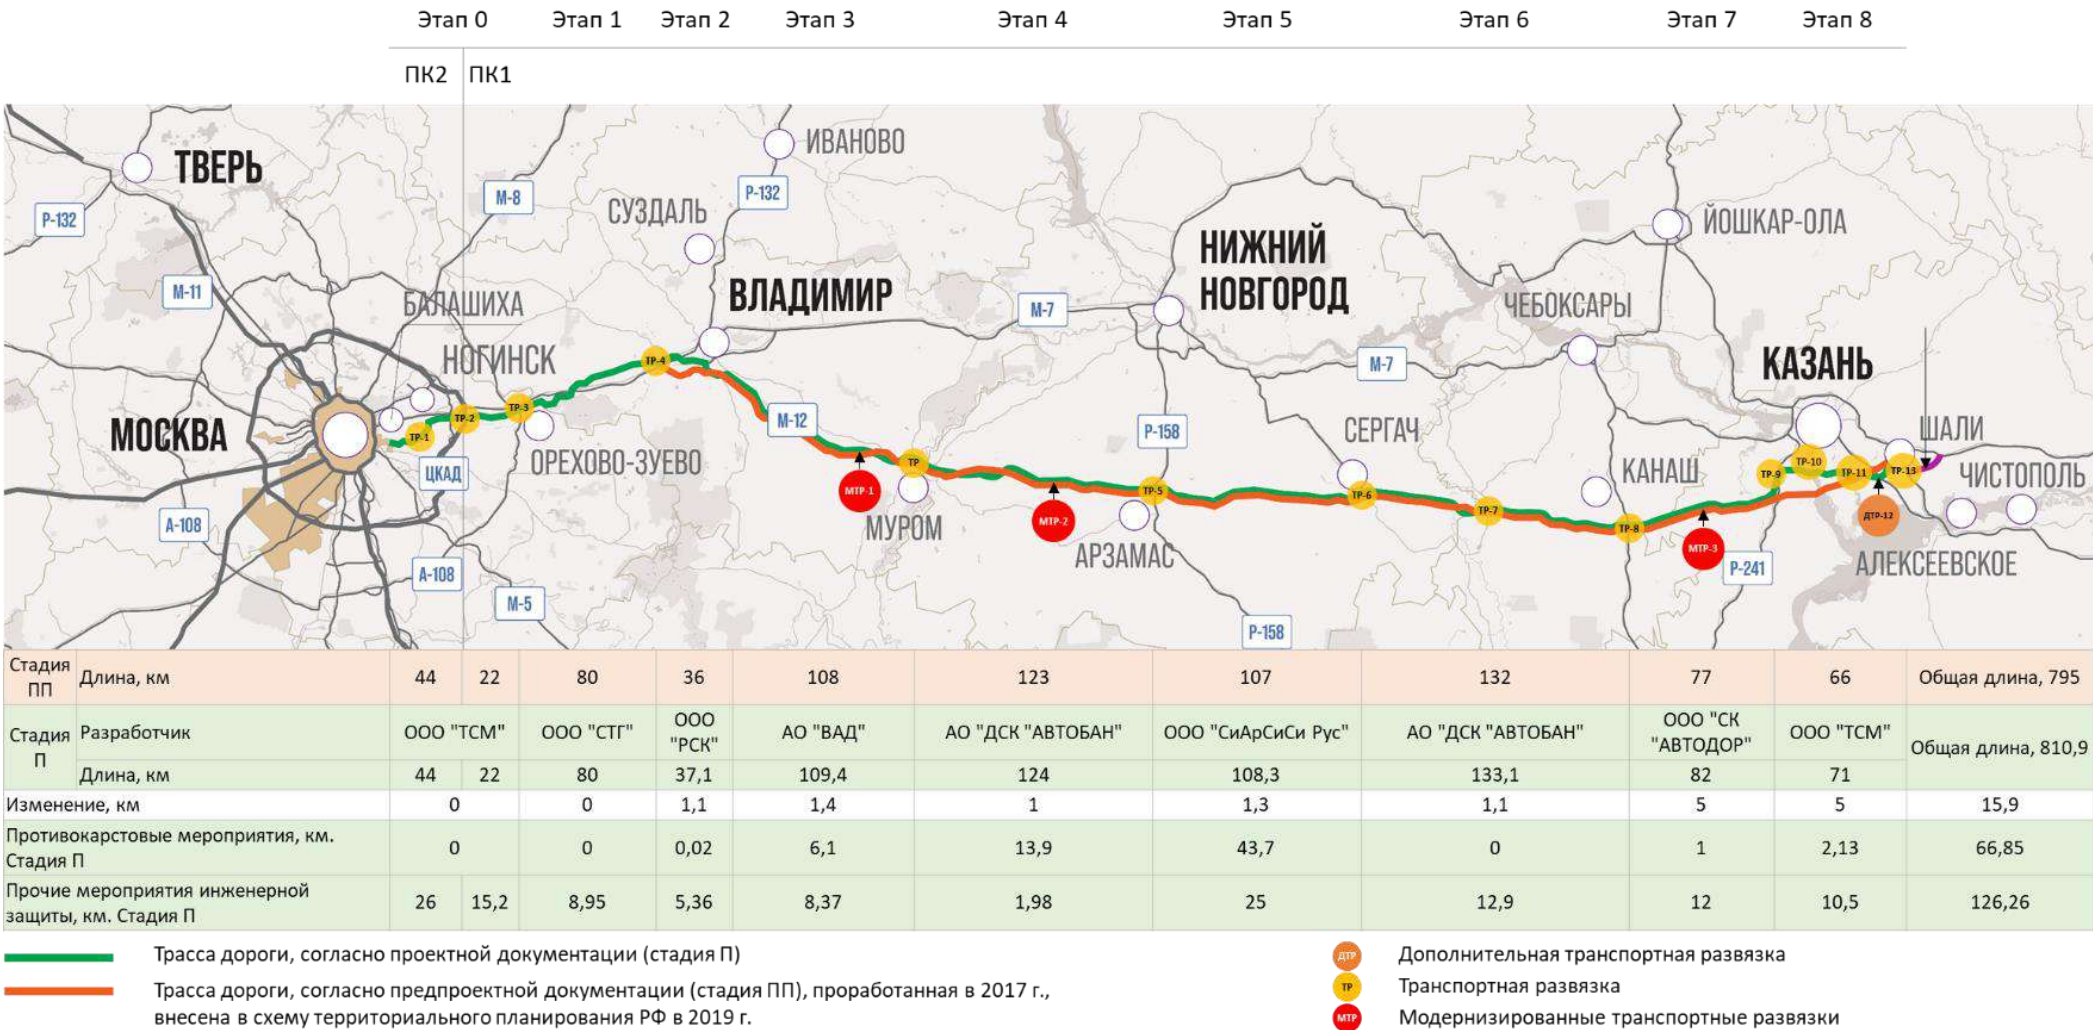 Этап 0 Этап 1 Этап 2 Этап 3 Этап 4 Этап 5 Этап 6 Этап 7 Этап 8
ПК2 ПК1
ТВЕРЬ
ИВАНОВО
Р-132
М-8
Р-132
СУЗДАЛЬ
ЙОШКАР-ОЛА
НИЖНИЙ
НОВГОРОД
М-11
БАЛАШИХА
ВЛАДИМИР
М-7
ЧЕБОКСАРЫ
НОГИНСК
ТР-4
М-7
КАЗАНЬ
МОСКВА
ТР-1
ТР-2
ТР-3
М-12
Р-158
СЕРГАЧ
ШАЛИ
ОРЕХОВО-ЗУЕВО
ЦКАД
ТР
КАНАШ
ТР-9
ТР-10
ТР-11
ТР-13
ЧИСТОПОЛЬ
МТР-1
ТР-5
ТР-6
А-108
МУРОМ
МТР-2
ТР-7
ТР-8
ДТР-12
АРЗАМАС
МТР-3
Р-241
АЛЕКСЕЕВСКОЕ
А-108
М-5
Р-158
Стадия
ПП
Длина, км 44 22 80 36 108 123 107 132 77 66 Общая длина, 795
Стадия
П
Разработчик ООО "ТСМ" ООО "СТГ" ООО "РСК" АО "ВАД" АО "ДСК "АВТОБАН" ООО "СиАрСиСи Рус" АО "ДСК "АВТОБАН" ООО "СК "АВТОДОР" ООО "ТСМ" Общая длина, 810,9
Длина, км 44 22 80 37,1 109,4 124 108,3 133,1 82 71
Изменение, км 0 0 1,1 1,4 1 1,3 1,1 5 5 15,9
Противокарстовые мероприятия, км.
Стадия П 0 0 0,02 6,1 13,9 43,7 0 1 2,13 66,85
Прочие мероприятия инженерной
защиты, км. Стадия П 26 15,2 8,95 5,36 8,37 1,98 25 12,9 12 10,5 126,26
Трасса дороги, согласно проектной документации (стадия П)
Трасса дороги, согласно предпроектной документации (стадия ПП), проработанная в 2017 г.,
внесена в схему территориального планирования РФ в 2019 г.
ДТР Дополнительная транспортная развязка
ТР Транспортная развязка
МТР Модернизированные транспортные развязки